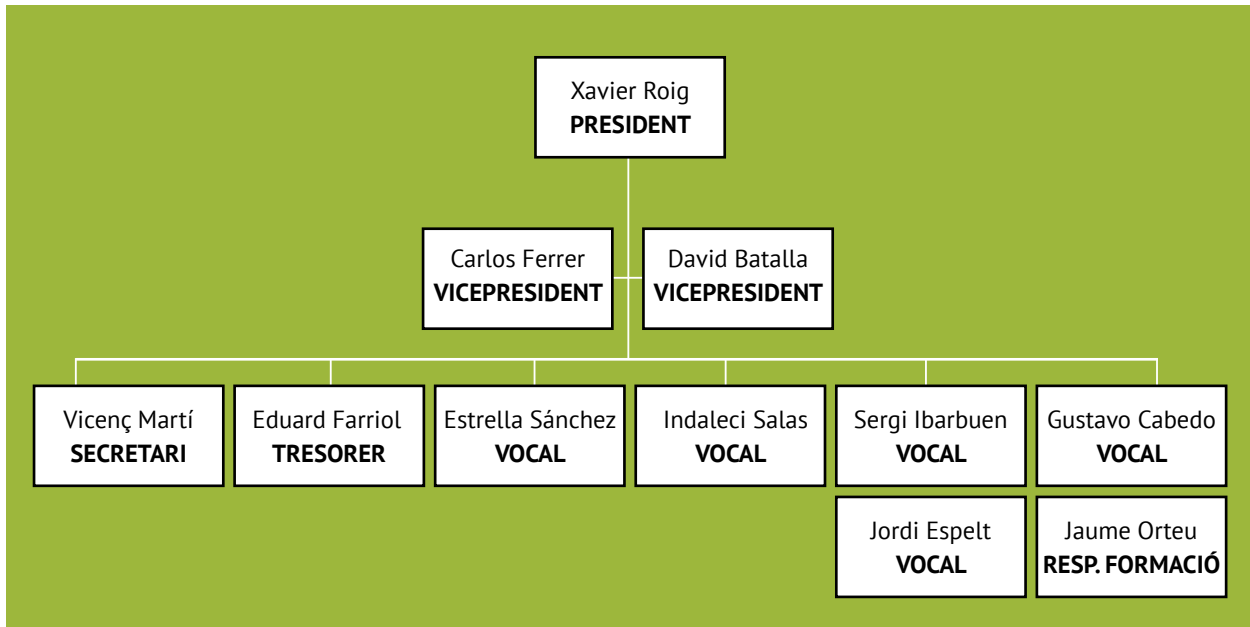 Xavier Roig
PRESIDENT
Carlos Ferrer
VICEPRESIDENT
David Batalla
VICEPRESIDENT
Vicenç Martí
SECRETARI
Eduard Farriol
TRESORER
Estrella Sánchez
VOCAL
Indaleci Salas
VOCAL
Sergi Ibarbuen
VOCAL
Gustavo Cabedo
VOCAL
Jordi Espelt
VOCAL
Jaume Orteu
RESP. FORMACIÓ